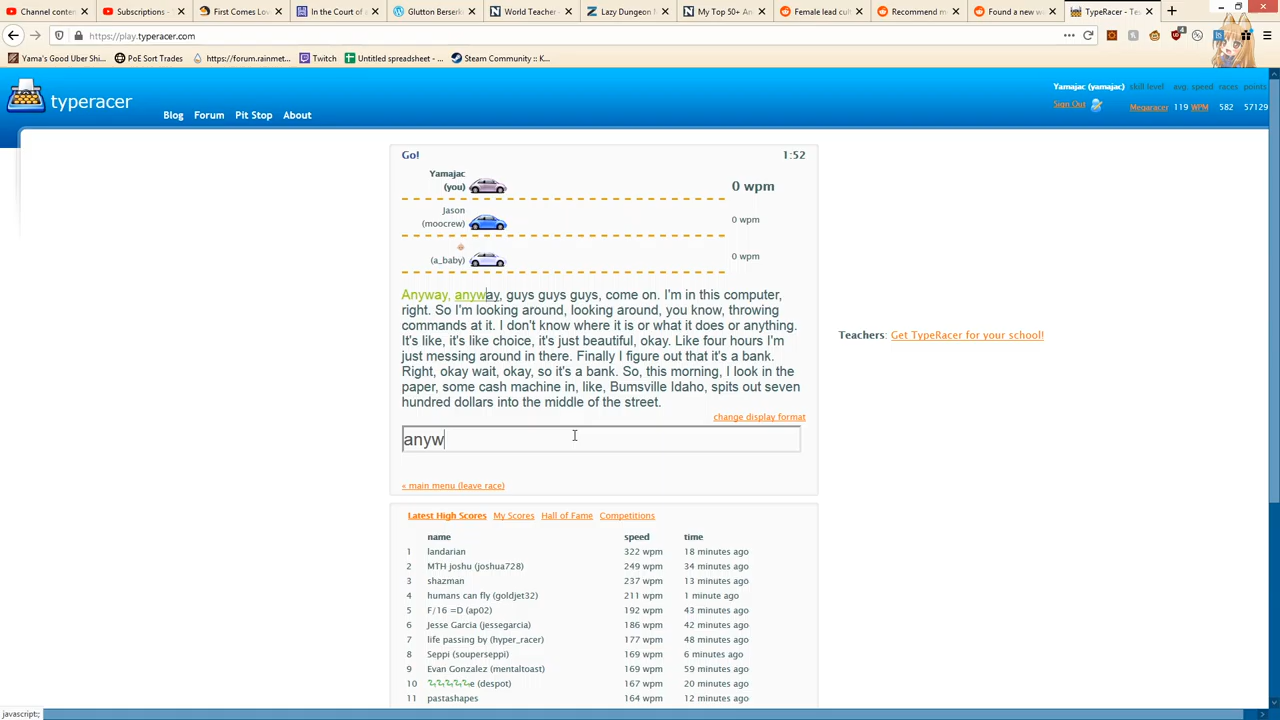 Channel content
Subscriptions -
First Comes Lov
In the Court of
Glutton Berserk
World Teacher
Lazy Dungeon M
My Top 50+ An
Female lead cul
Recommend m
Found a new w
TypeRacer - Tes
https://play.typeracer.com
Yama's Good Uber Shi...
PoE Sort Trades
https://forum.rainmet...
Twitch
Untitled spreadsheet - ...
Steam Community :: K...
typeracer
Yamajac (yamajac) skill level avg. speed races points
Sign Out Megaracer 119 WPM 582 57129
Blog Forum Pit Stop About
Go! 1:52
Yamajac
(you) 0 wpm
Jason
(moocrew) 0 wpm
(a_baby) 0 wpm
Anyway, anyway, guys guys guys, come on. I'm in this computer,
right. So I'm looking around, looking around, you know, throwing
commands at it. I don't know where it is or what it does or anything.
It's like, it's like choice, it's just beautiful, okay. Like four hours I'm
just messing around in there. Finally I figure out that it's a bank.
Right, okay wait, okay, so it's a bank. So, this morning, I look in the
paper, some cash machine in, like, Bumsville Idaho, spits out seven
hundred dollars into the middle of the street.
change display format
anyw
« main menu (leave race)
Teachers: Get TypeRacer for your school!
Latest High Scores My Scores Hall of Fame Competitions
name speed time
1 landarian 322 wpm 18 minutes ago
2 MTH joshu (joshua728) 249 wpm 34 minutes ago
3 shazman 237 wpm 13 minutes ago
4 humans can fly (goldjet32) 211 wpm 1 minute ago
5 F/16 =D (ap02) 192 wpm 43 minutes ago
6 Jesse Garcia (jessegarcia) 186 wpm 42 minutes ago
7 life passing by (hyper_racer) 177 wpm 48 minutes ago
8 Seppi (souperseppi) 169 wpm 6 minutes ago
9 Evan Gonzalez (mentaltoast) 169 wpm 59 minutes ago
10 e (despot) 167 wpm 20 minutes ago
11 pastashapes 164 wpm 12 minutes ago
javascript:;